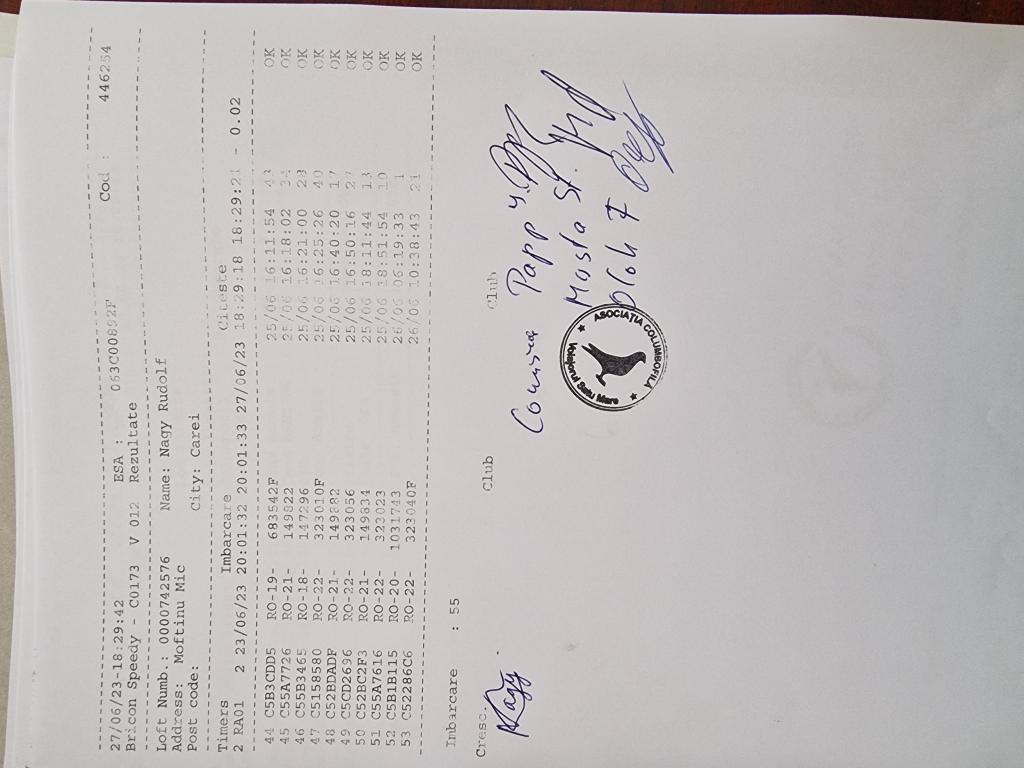 27/06/23-18:29:42 ESA : 063C00892F Cod : 446254
Bricon Speedy - C0173 V 012 Rezultate
Loft Numb.: 0000742576 Name: Nagy Rudolf
Address: Moftinu Mic
Post code: City: Carei
Timers Imbarcare Citeste
2 RA01 2 23/06/23 20:01:32 20:01:33 27/06/23 18:29:18 18:29:21 - 0.02
44 C5B3CDD5 RO-19- 683542F 25/06 16:11:54 43 OK
45 C55A7726 RO-21- 149822 25/06 16:18:02 34 OK
46 C55B3465 RO-18- 147296 25/06 16:21:00 23 OK
47 C5158580 RO-22- 323010F 25/06 16:25:26 40 OK
48 C52BDADF RO-21- 149882 25/06 16:40:20 17 OK
49 C5CD2696 RO-22- 323056 25/06 16:50:16 27 OK
50 C52BC2F3 RO-21- 149834 25/06 18:11:44 13 OK
51 C55A7616 RO-22- 323023 25/06 18:51:54 19 OK
52 C5B1B115 RO-20- 1031743 26/06 06:19:33 1 OK
53 C52286C6 RO-22- 323040F 26/06 10:38:43 21 OK
Imbarcare : 55
Cresc. Club Club
Nagy
Papp
ASOCIAȚIA COLUMBOFILA
Voiajorul Satu Mare